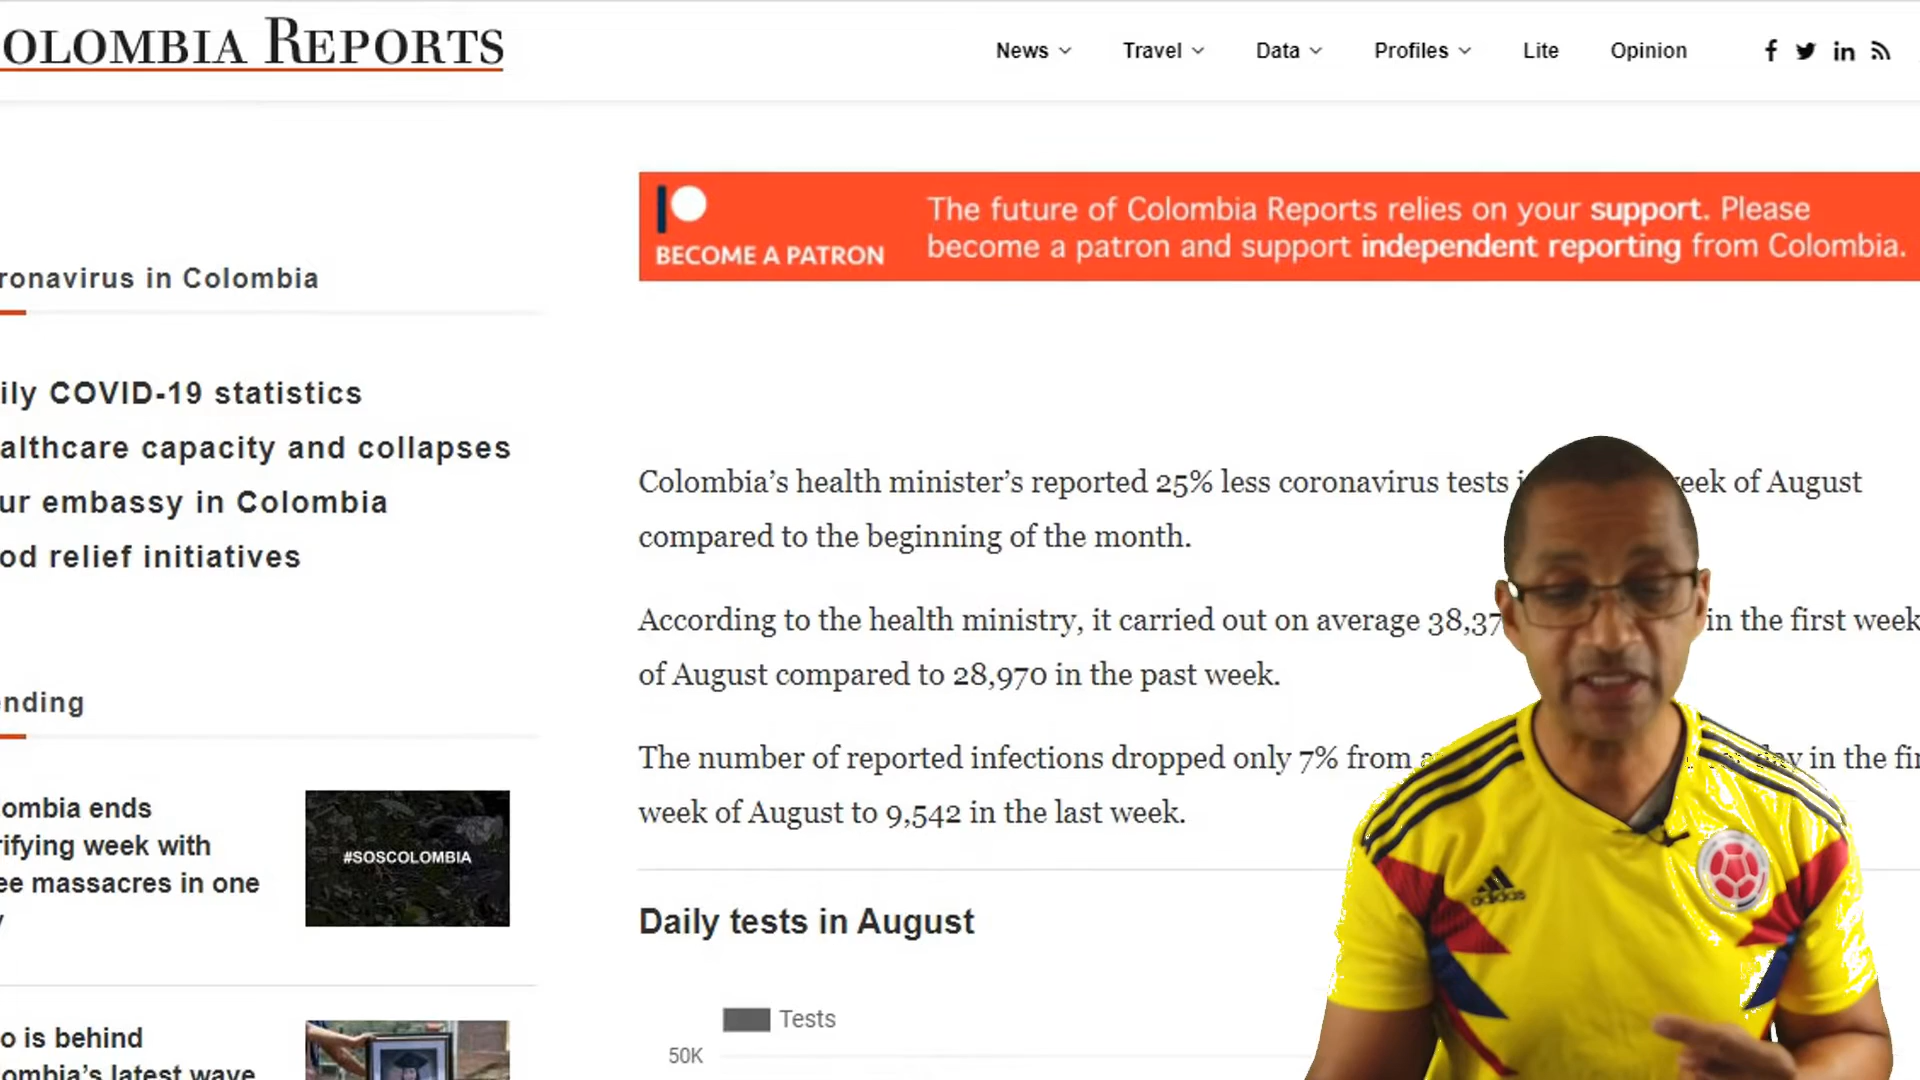 OLOMBIA REPORTS
News Travel Data Profiles Lite Opinion
BECOME A PATRON
The future of Colombia Reports relies on your support. Please
become a patron and support independent reporting from Colombia.
ronavirus in Colombia
ily COVID-19 statistics
althcare capacity and collapses
ur embassy in Colombia
od relief initiatives
Colombia’s health minister’s reported 25% less coronavirus tests eek of August
compared to the beginning of the month.
According to the health ministry, it carried out on average 38,37 in the first week
of August compared to 28,970 in the past week.
The number of reported infections dropped only 7% from day in the fi
week of August to 9,542 in the last week.
nding
ombia ends
rifying week with
ee massacres in one
#SOSCOLOMBIA
o is behind
ombia’s latest wave
Daily tests in August
Tests
50K
adidas